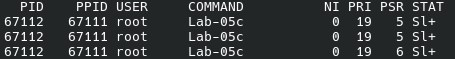 PID PPID USER COMMAND NI PRI PSR STAT
67112 67111 root Lab-05c 0 19 5 Sl+
67112 67111 root Lab-05c 0 19 5 Sl+
67112 67111 root Lab-05c 0 19 6 Sl+